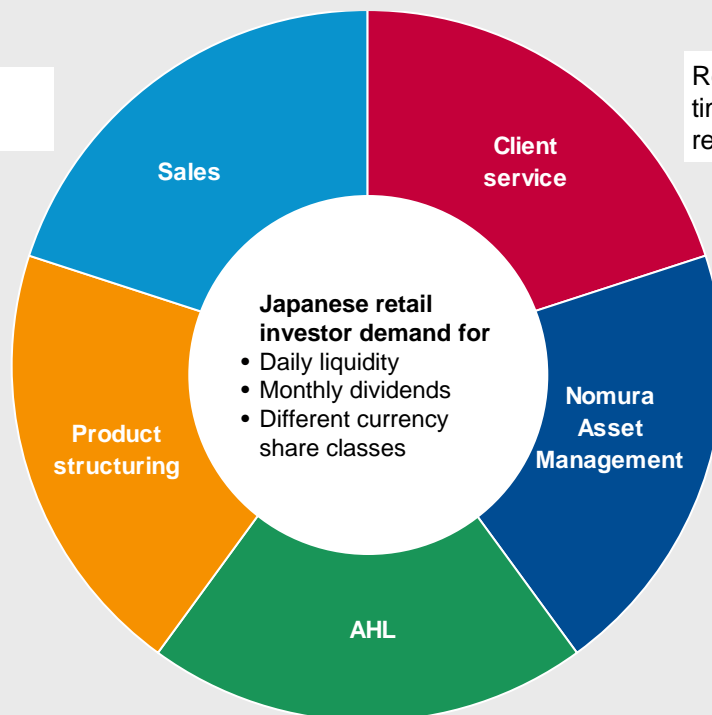 Sales
Client
service
Japanese retail
investor demand for
• Daily liquidity
• Monthly dividends
• Different currency
share classes
Nomura
Asset
Management
Product
structuring
AHL